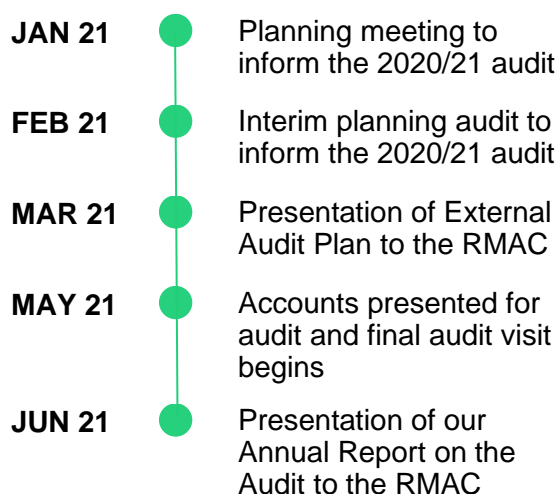 JAN 21 Planning meeting to
inform the 2020/21 audit
FEB 21 Interim planning audit to
inform the 2020/21 audit
MAR 21 Presentation of External
Audit Plan to the RMAC
MAY 21 Accounts presented for
audit and final audit visit
begins
JUN 21 Presentation of our
Annual Report on the
Audit to the RMAC